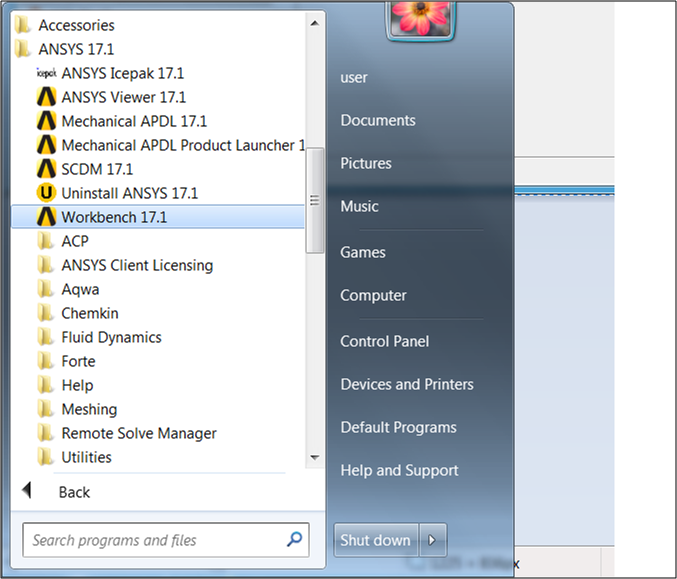 Accessories
ANSYS 17.1
icepak ANSYS Icepak 17.1
ANSYS Viewer 17.1
Mechanical APDL 17.1
Mechanical APDL Product Launcher 1
SCDM 17.1
U Uninstall ANSYS 17.1
Workbench 17.1
ACP
ANSYS Client Licensing
Aqwa
Chemkin
Fluid Dynamics
Forte
Help
Meshing
Remote Solve Manager
Utilities
Back
Search programs and files
user
Documents
Pictures
Music
Games
Computer
Control Panel
Devices and Printers
Default Programs
Help and Support
Shut down